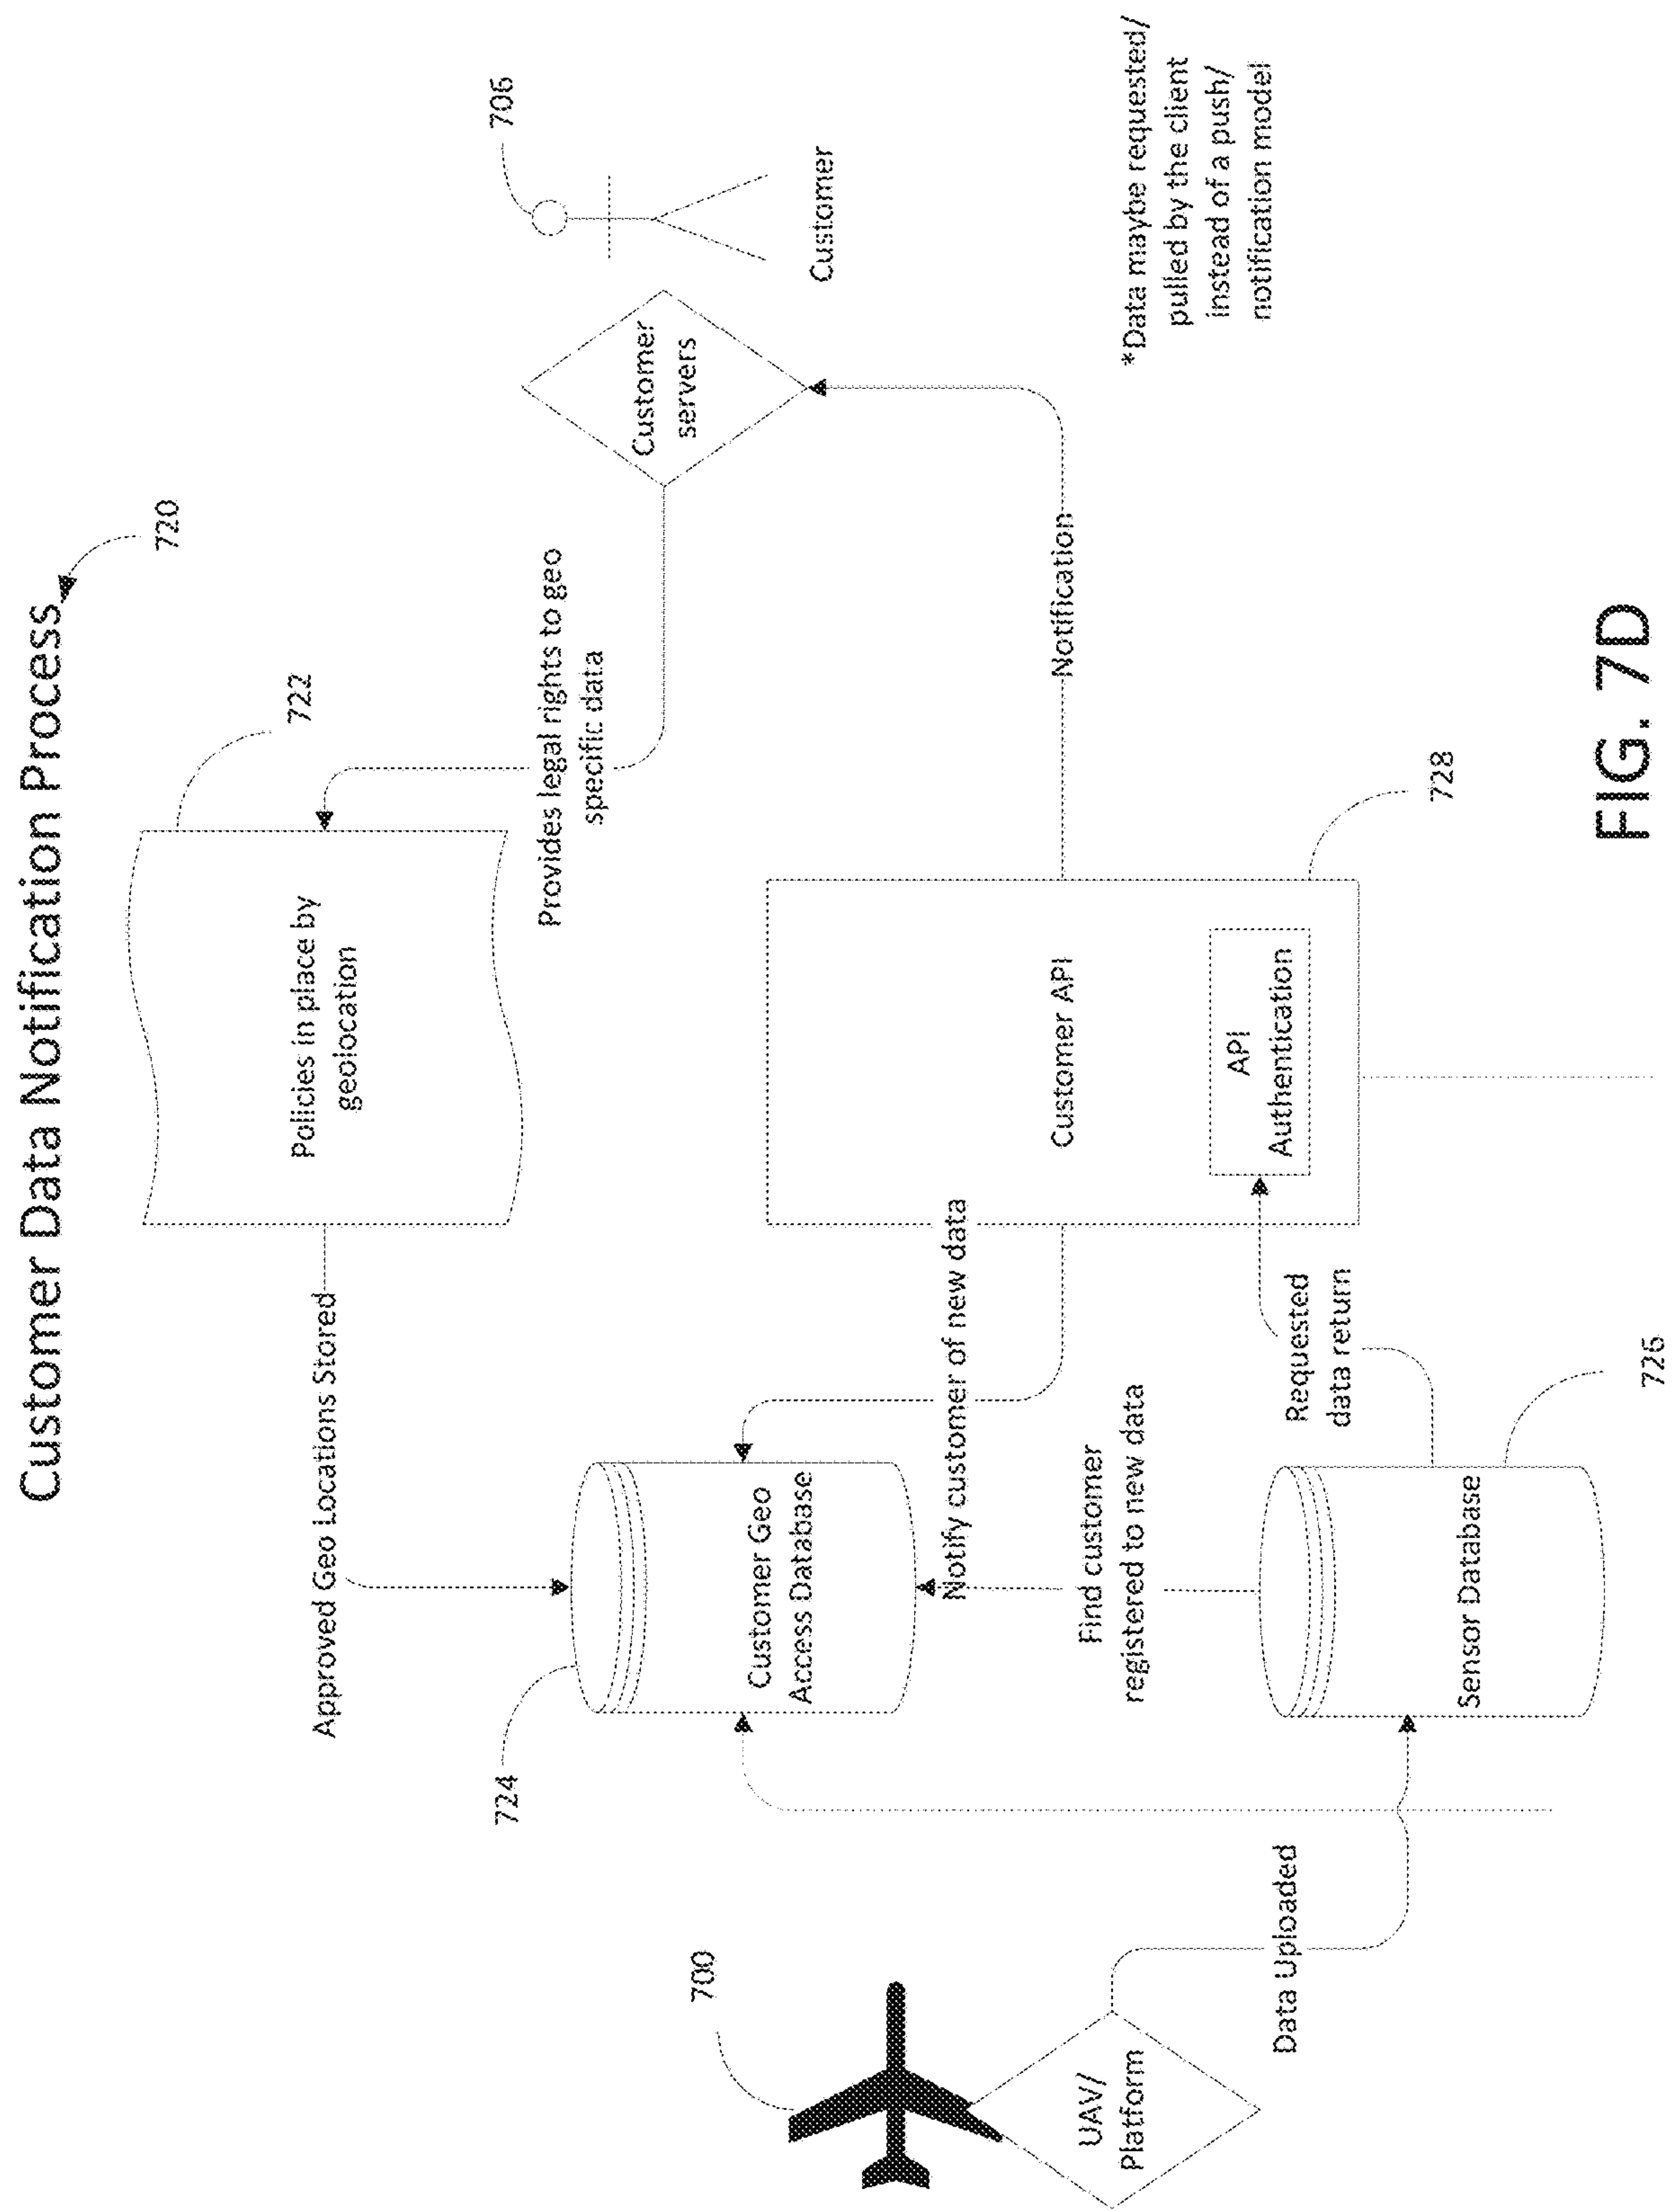 Customer Data Notification Process
720
722
Policies in place by
geolocation
Approved Geo Locations Stored
Provides legal rights to geo
specific data
706
Customer
servers
Customer
724
Customer Geo
Access Database
Notify customer of new data
700
UAV/
Platform
Data Uploaded
Find customer
registered to new data
Customer API
API
Authentication
Notification
*Data maybe requested/
pulled by the client
instead of a push/
notification model
Requested
data return
728
Sensor Database
726
FIG. 7D